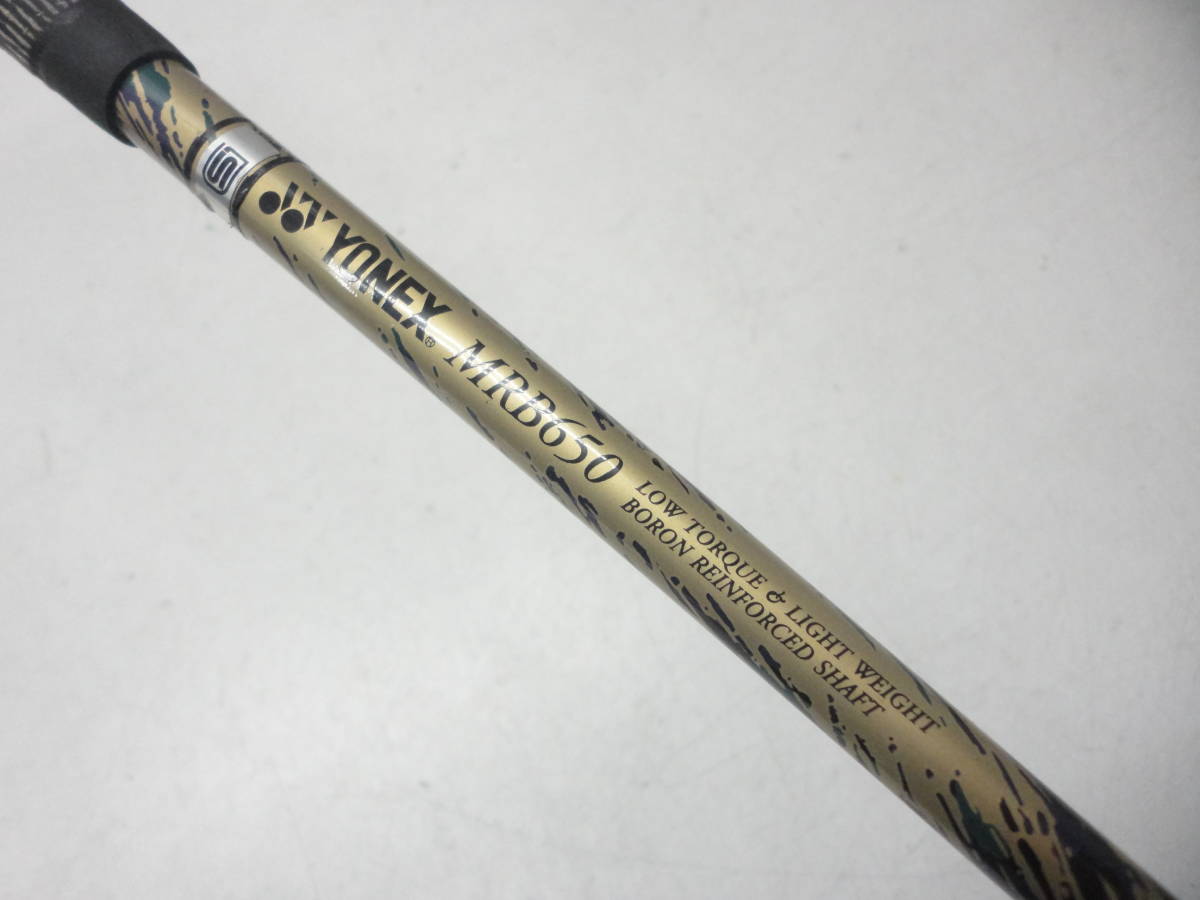 S
YONEX® MRB650
LOW TORQUE & LIGHT WEIGHT
BORON REINFORCED SHAFT